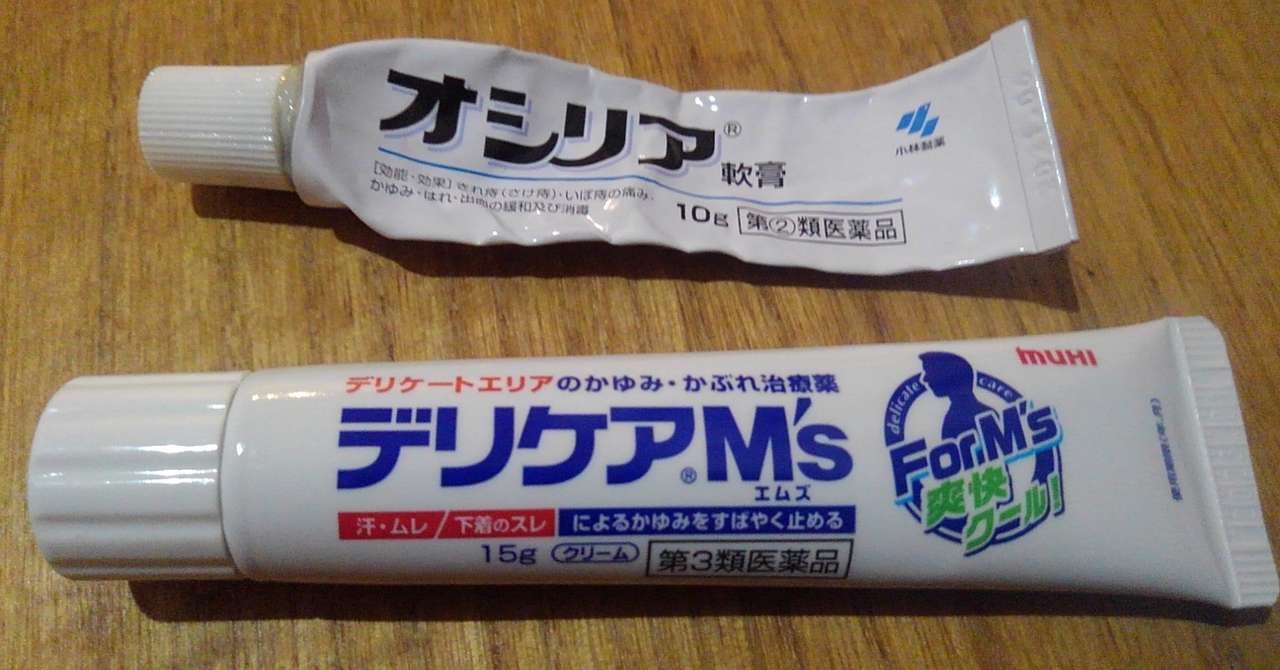 オシリア®
軟膏
小林製薬
[効能・効果] きれ痔(さけ痔)・いぼ痔の痛み、
かゆみ・はれ・出血の緩和及び消毒
10g 第②類医薬品
デリケートエリアのかゆみ・かぶれ治療薬
デリケア®M's
エムズ
汗・ムレ/下着のスレ によるかゆみをすばやく止める
15g クリーム 第3類医薬品
muHI
delicate care
For M's
爽快
クール!
使用期限(年.月)